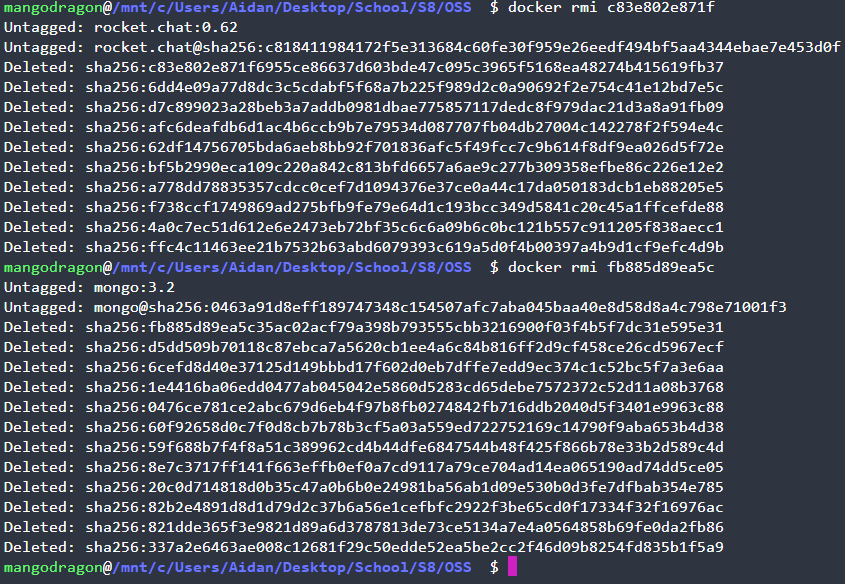 mangodragon@/mnt/c/Users/Aidan/Desktop/School/S8/OSS $ docker rmi c83e802e871f
Untagged: rocket.chat:0.62
Untagged: rocket.chat@sha256:c818411984172f5e313684c60fe30f959e26eedf494bf5aa4344ebae7e453d0f
Deleted: sha256:c83e802e871f6955ce86637d603bde47c095c3965f5168ea48274b415619fb37
Deleted: sha256:6dd4e09a77d8dc3c5cdabf5f68a7b225f989d2c0a90692f2e754c41e12bd7e5c
Deleted: sha256:d7c899023a28beb3a7addb0981dbae775857117dedc8f979dac21d3a8a91fb09
Deleted: sha256:afc6deafdb6d1ac4b6ccb9b7e79534d087707fb04db27004c142278f2f594e4c
Deleted: sha256:62df14756705bda6aeb8bb92f701836afc5f49fcc7c9b614f8df9ea026d5f72e
Deleted: sha256:bf5b2990eca109c220a842c813bfd6657a6ae9c277b309358efbe86c226e12e2
Deleted: sha256:a778dd78835357cdcc0cef7d1094376e37ce0a44c17da050183dcb1eb88205e5
Deleted: sha256:f738ccf1749869ad275bfb9fe79e64d1c193bcc349d5841c20c45a1ffcefde88
Deleted: sha256:4a0c7ec51d612e6e2473eb72bf35c6c6a09b6c0bc121b557c911205f838aecc1
Deleted: sha256:ffc4c11463ee21b7532b63abd6079393c619a5d0f4b00397a4b9d1cf9efc4d9b
mangodragon@/mnt/c/Users/Aidan/Desktop/School/S8/OSS $ docker rmi fb885d89ea5c
Untagged: mongo:3.2
Untagged: mongo@sha256:0463a91d8eff189747348c154507afc7aba045baa40e8d58d8a4c798e71001f3
Deleted: sha256:fb885d89ea5c35ac02acf79a398b793555cbb3216900f03f4b5f7dc31e595e31
Deleted: sha256:d5dd509b70118c87ebca7a5620cb1ee4a6c84b816ff2d9cf458ce26cd5967ecf
Deleted: sha256:6cefd8d40e37125d149bbbd17f602d0eb7dffe7edd9ec374c1c52bc5f7a3e6aa
Deleted: sha256:1e4416ba06edd0477ab045042e5860d5283cd65debe7572372c52d11a08b3768
Deleted: sha256:0476ce781ce2abc679d6eb4f97b8fb0274842fb716ddb2040d5f3401e9963c88
Deleted: sha256:60f92658d0c7f0d8cb7b78b3cf5a03a559ed722752169c14790f9aba653b4d38
Deleted: sha256:59f688b7f4f8a51c389962cd4b44dfe6847544b48f425f866b78e33b2d589c4d
Deleted: sha256:8e7c3717ff141f663effb0ef0a7cd9117a79ce704ad14ea065190ad74dd5ce05
Deleted: sha256:20c0d714818d0b35c47a0b6b0e24981ba56ab1d09e530b0d3fe7dfbab354e785
Deleted: sha256:82b2e4891d8d1d79d2c37b6a56e1cefbfc2922f3be65cd0f17334f32f16976ac
Deleted: sha256:821dde365f3e9821d89a6d3787813de73ce5134a7e4a0564858b69fe0da2fb86
Deleted: sha256:337a2e6463ae008c12681f29c50edde52ea5be2cc2f46d09b8254fd835b1f5a9
mangodragon@/mnt/c/Users/Aidan/Desktop/School/S8/OSS $